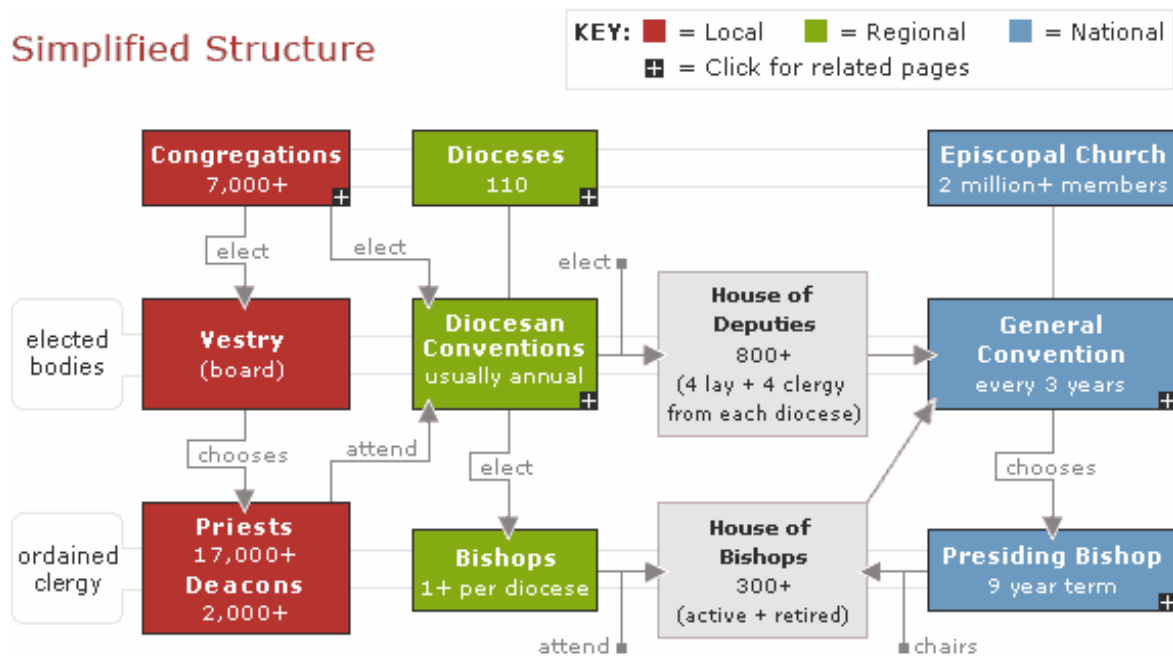 Simplified Structure
KEY: = Local = Regional = National
+ = Click for related pages
Congregations
7,000+
Dioceses
110
Episcopal Church
2 million+ members
elect
elect
elect
elected
bodies
Vestry
(board)
Diocesan
Conventions
usually annual
House of
Deputies
800+
(4 lay + 4 clergy
from each diocese)
General
Convention
every 3 years
chooses
attend
elect
chooses
ordained
clergy
Priests
17,000+
Deacons
2,000+
Bishops
1+ per diocese
House of
Bishops
300+
(active + retired)
Presiding Bishop
9 year term
attend
chairs